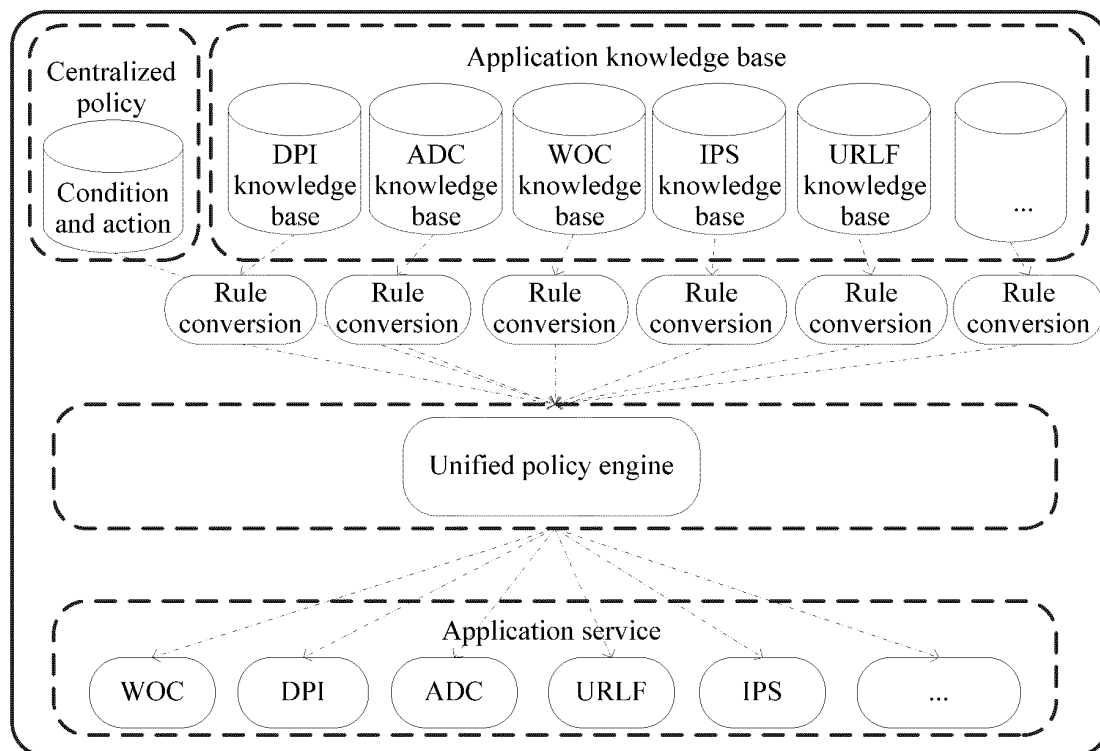 Centralized
policy
Condition
and action
Application knowledge base
DPI
knowledge
base
ADC
knowledge
base
WOC
knowledge
base
IPS
knowledge
base
URLF
knowledge
base
...
Rule
conversion
Rule
conversion
Rule
conversion
Rule
conversion
Rule
conversion
Rule
conversion
Unified policy engine
Application service
WOC
DPI
ADC
URLF
IPS
...